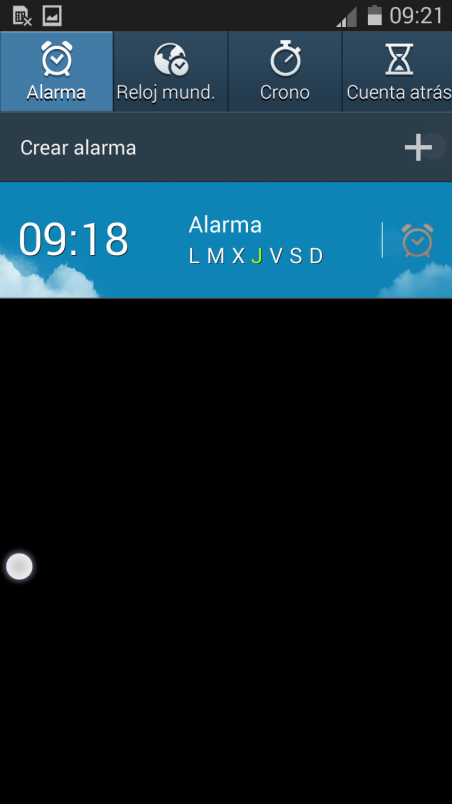 09:21
Alarma
Reloj mund.
Crono
Cuenta atrás
Crear alarma
09:18
Alarma
L M X J V S D